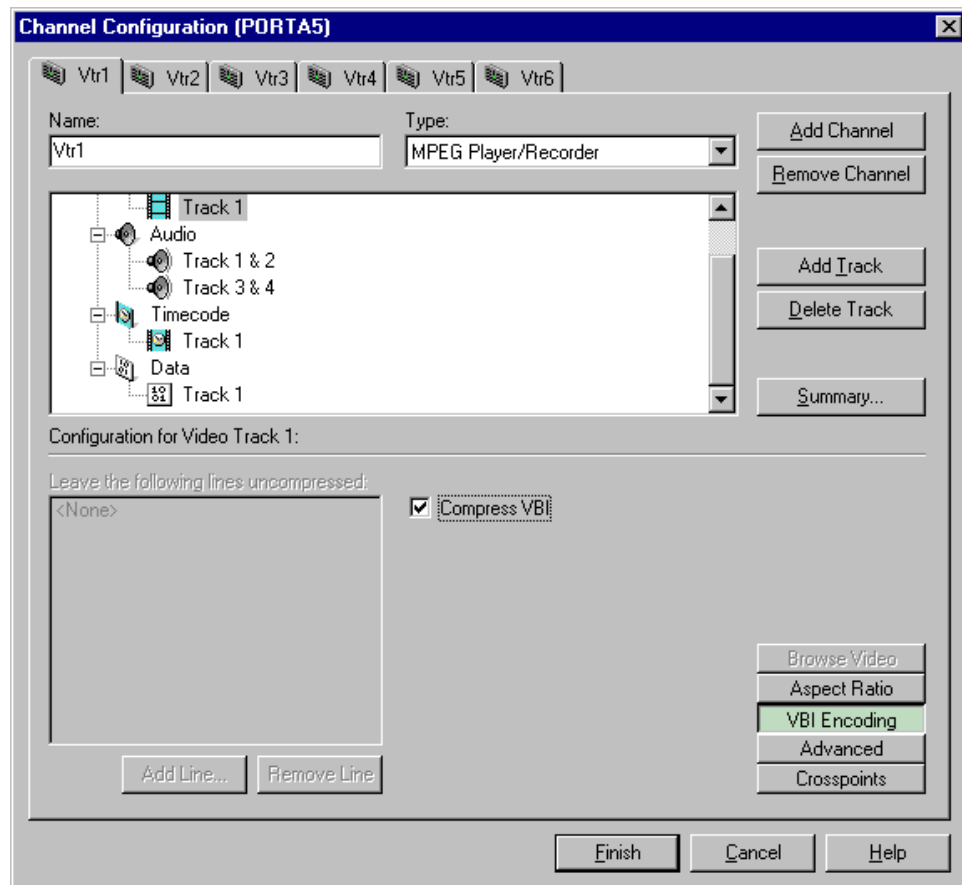 Channel Configuration (PORTA5)
Vtr1 Vtr2 Vtr3 Vtr4 Vtr5 Vtr6
Name:
Type:
Vtr1
MPEG Player/Recorder
Add Channel
Remove Channel
Track 1
Audio
Track 1 & 2
Track 3 & 4
Timecode
Track 1
Data
Track 1
Add Track
Delete Track
Summary...
Configuration for Video Track 1:
Leave the following lines uncompressed:
<None>
Compress VBI
Add Line...
Remove Line
Browse Video
Aspect Ratio
VBI Encoding
Advanced
Crosspoints
Finish
Cancel
Help